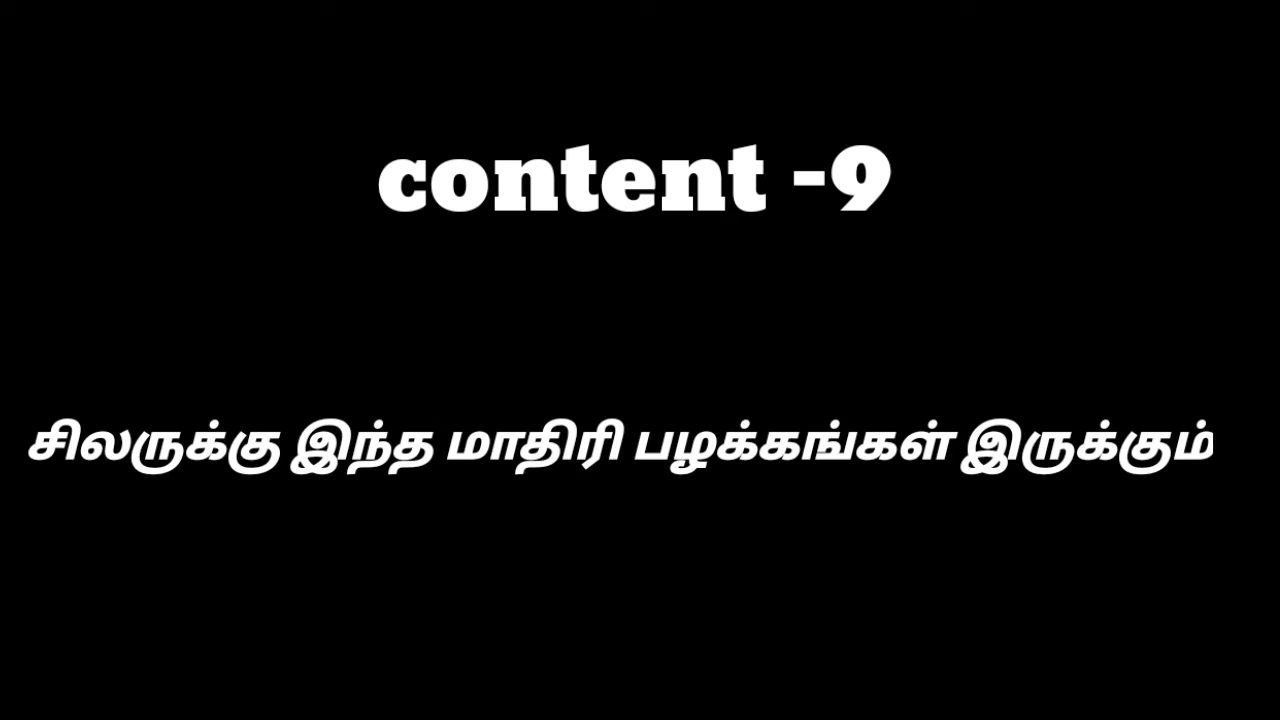 content -9
சிலருக்கு இந்த மாதிரி பழக்கங்கள் இருக்கும்